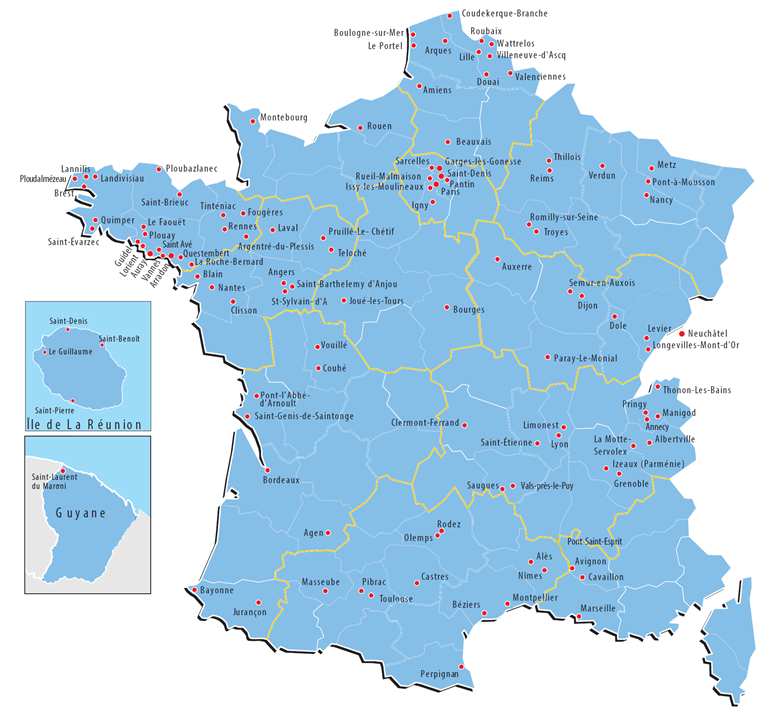 Coudekerque-Branche
Boulogne-sur-Mer
Le Portel
Arques
Roubaix
Wattrelos
Lille
Villeneuve-d'Ascq
Douai
Valenciennes
Amiens
Montebourg
Rouen
Beauvais
Sarcelles
Garges-lès-Gonesse
Rueil-Malmaison
Saint-Denis
Issy-les-Moulineaux
Pantin
Paris
Igny
Thillois
Reims
Verdun
Metz
Pont-à-Mousson
Nancy
Romilly-sur-Seine
Troyes
Lannilis
Ploudalmézeau
Landivisiau
Brest
Ploubazlanec
Saint-Brieuc
Quimper
Saint-Evarzec
Le Faouët
Plouay
Guidel
Lorient
Auray
Vannes
Arradon
Saint Avé
Questembert
La Roche-Bernard
Tinténiac
Fougères
Rennes
Laval
Argentré-du-Plessis
Pruillé-Le- Chétif
Teloché
Blain
Nantes
Clisson
Angers
Saint-Barthelemy d'Anjou
St-Sylvain-d'A
Joué-les-Tours
Auxerre
Bourges
Semur-en-Auxois
Dijon
Dole
Levier
Neuchâtel
Longevilles-Mont-d'Or
Paray-Le-Monial
Vouillé
Couhé
Pont-l'Abbé-
d'Arnoult
Saint-Genis-de-Saintonge
Bordeaux
Clermont-Ferrand
Limonest
Lyon
Saint-Etienne
Thonon-Les-Bains
Pringy
Manigod
Annecy
La Motte-
Servolex
Albertville
Izeaux (Parménie)
Grenoble
Saugues
Vals-près-le-Puy
Agen
Rodez
Olemps
Pont-Saint-Esprit
Alès
Nîmes
Avignon
Cavaillon
Bayonne
Jurançon
Masseube
Pibrac
Toulouse
Castres
Béziers
Montpellier
Marseille
Perpignan
Saint-Denis
Saint-Benoît
Le Guillaume
Saint-Pierre
Île de La Réunion
Saint-Laurent
du Maroni
Guyane